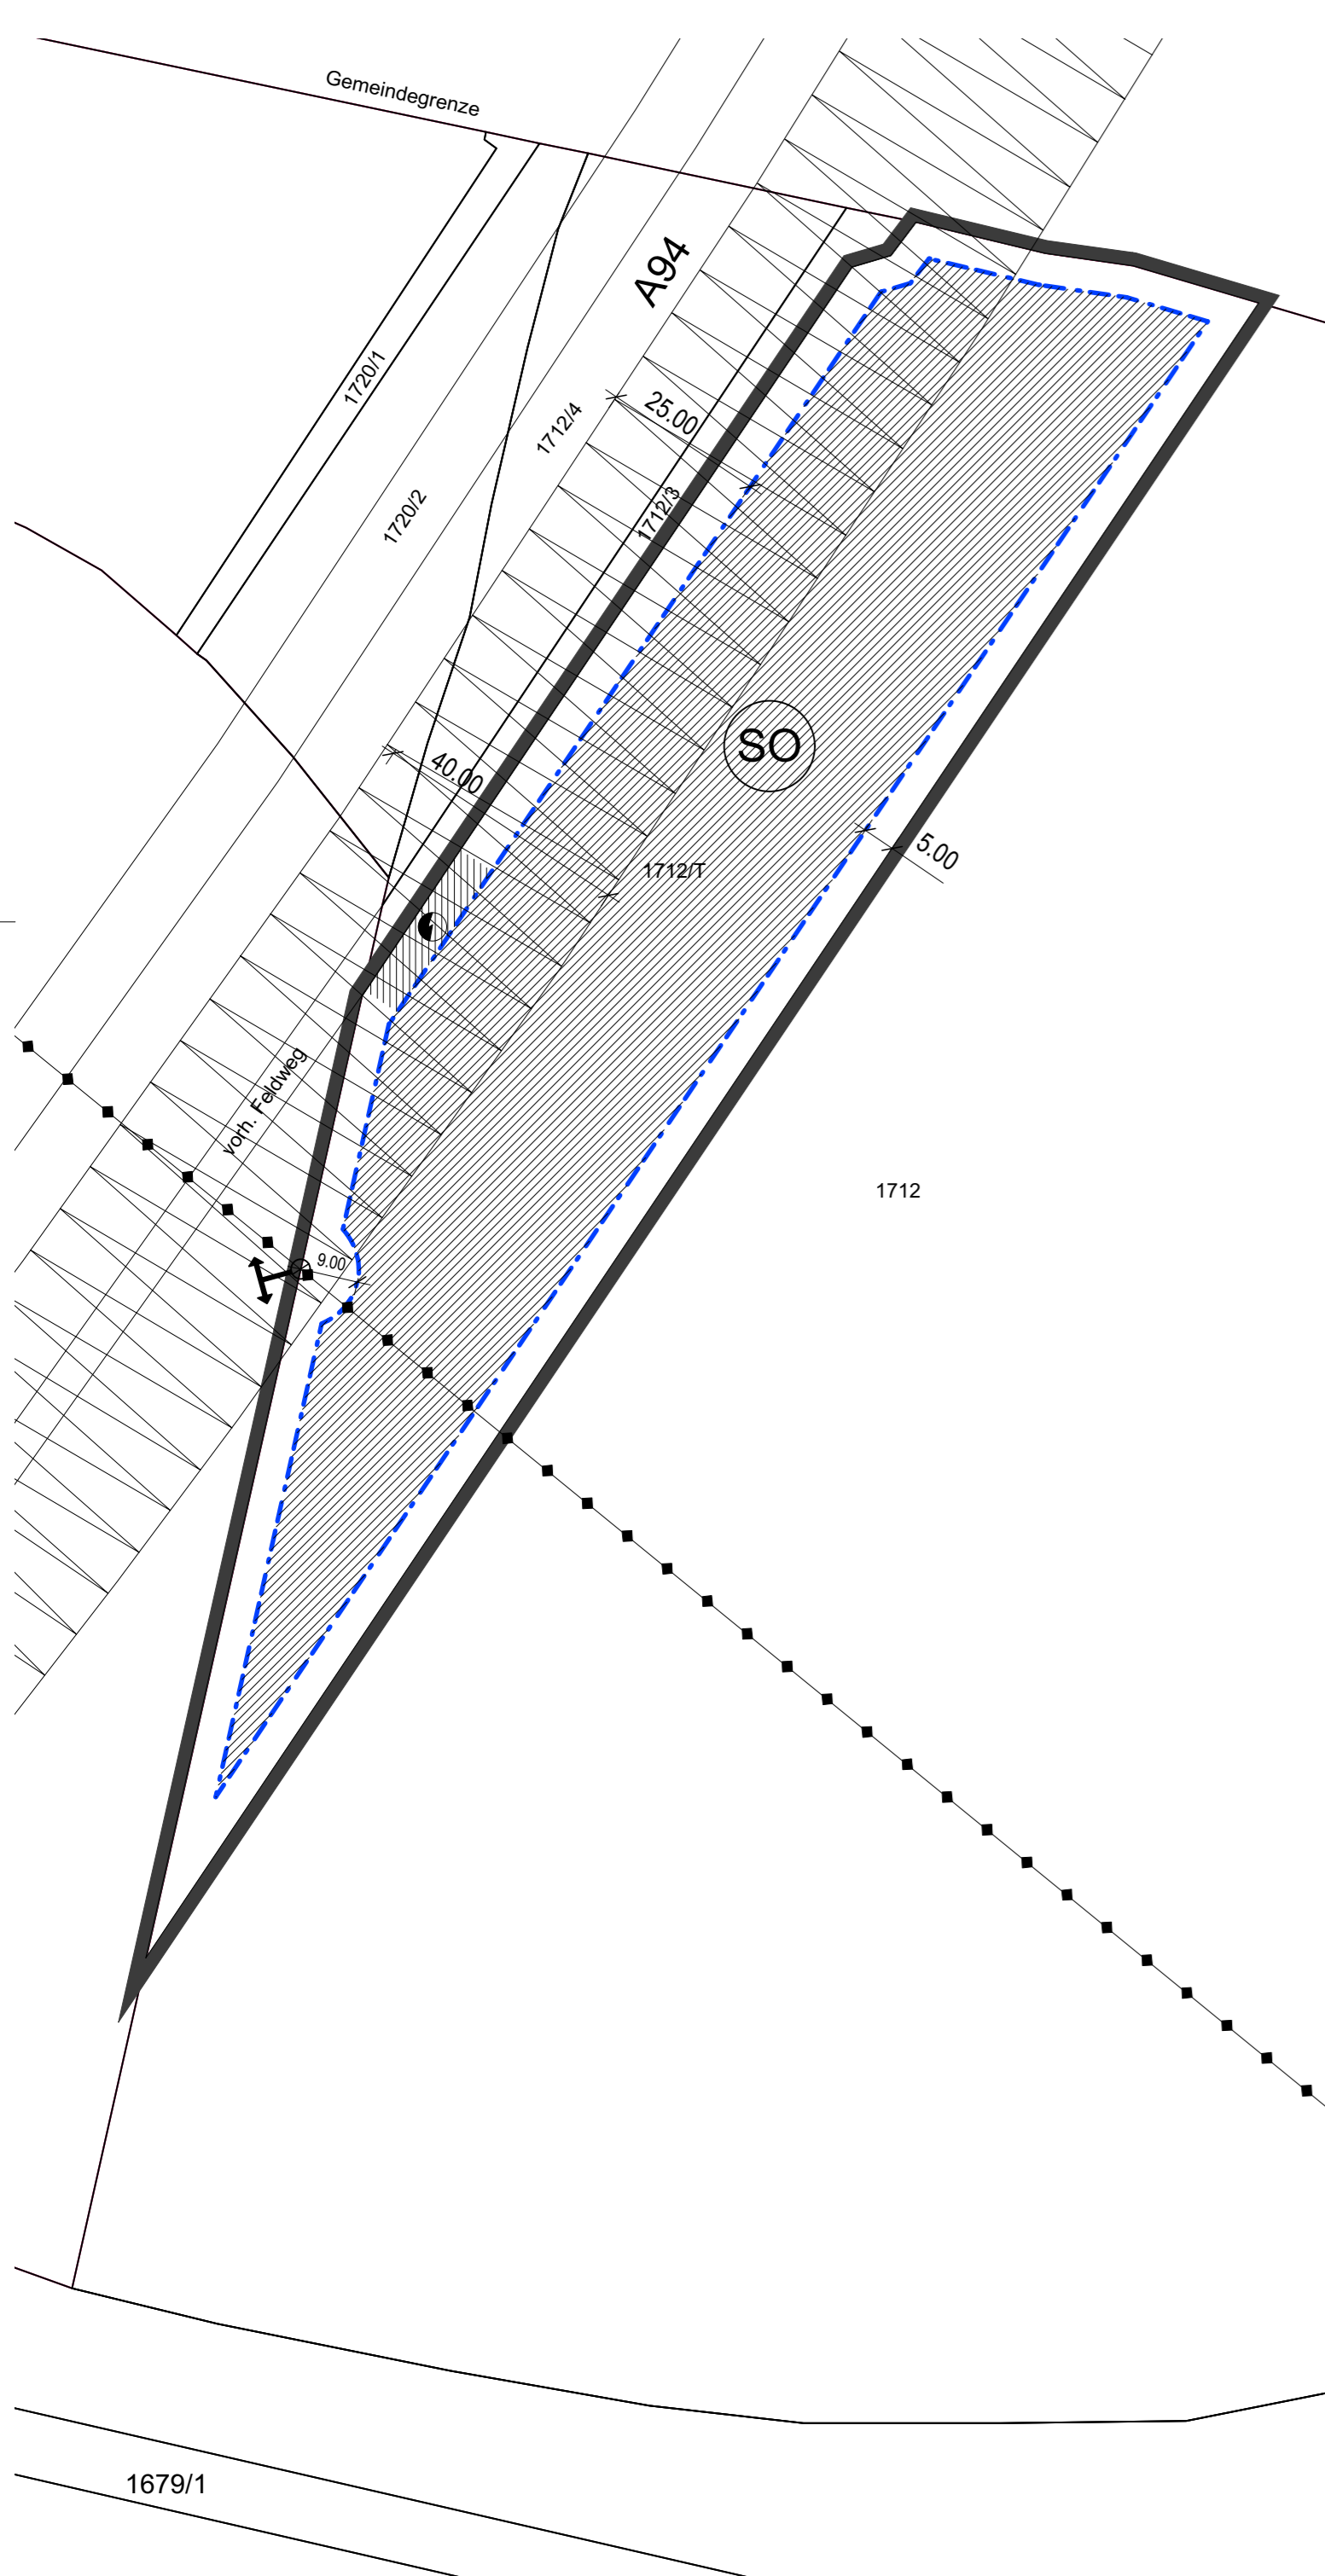 Gemeindegrenze
A94
1720/1
25.00
1712/4
1720/2
1712/3
SO
40.00
5.00
1712/T
vorh. Feldweg
1712
9.00
1679/1